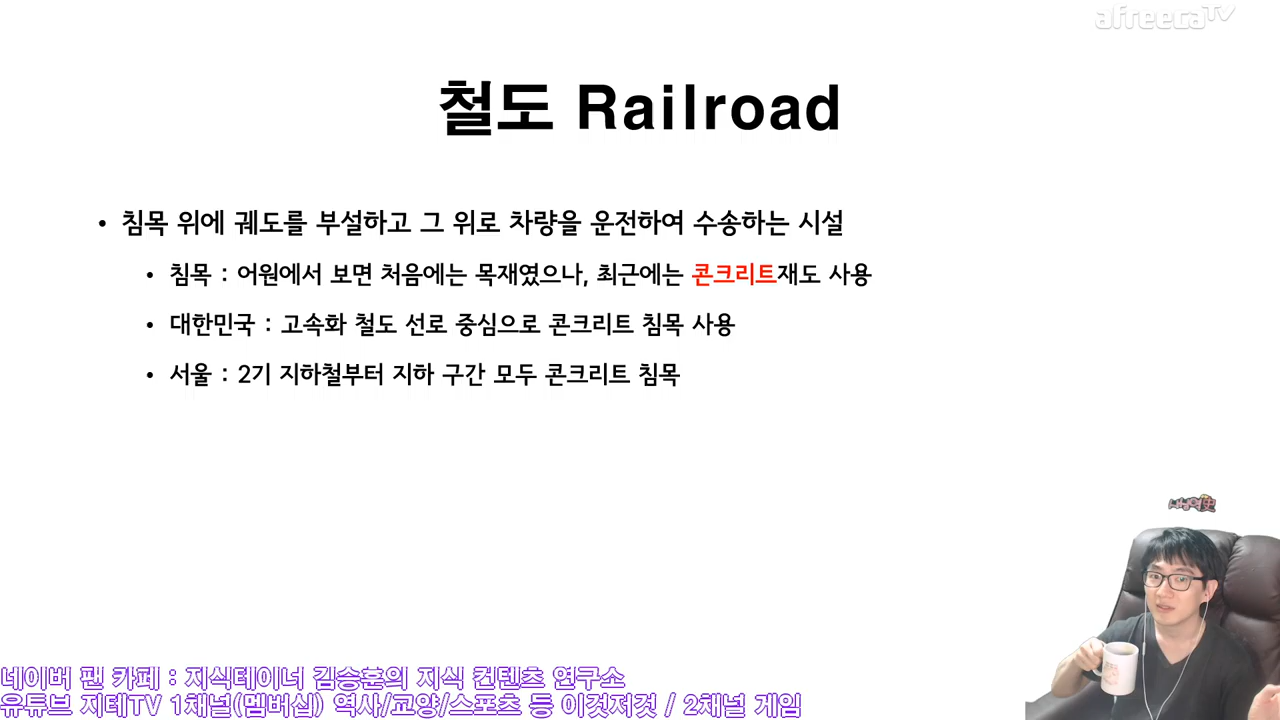 afreecaTV
철도 Railroad
• 침목 위에 궤도를 부설하고 그 위로 차량을 운전하여 수송하는 시설
• 침목 : 어원에서 보면 처음에는 목재였으나, 최근에는 콘크리트재도 사용
• 대한민국 : 고속화 철도 선로 중심으로 콘크리트 침목 사용
• 서울 : 2기 지하철부터 지하 구간 모두 콘크리트 침목
네이버 팬 카페 : 지식테이너 김승훈의 지식 컨텐츠 연구소
유튜브 지테TV 1채널(멤버십) 역사/교양/스포츠 등 이것저것 / 2채널 게임